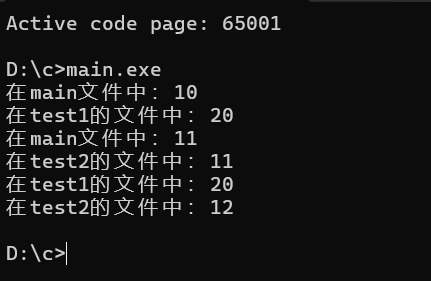 Active code page: 65001
D:\c>main.exe
在main文件中：10
在test1的文件中：20
在main文件中：11
在test2的文件中：11
在test1的文件中：20
在test2的文件中：12
D:\c>